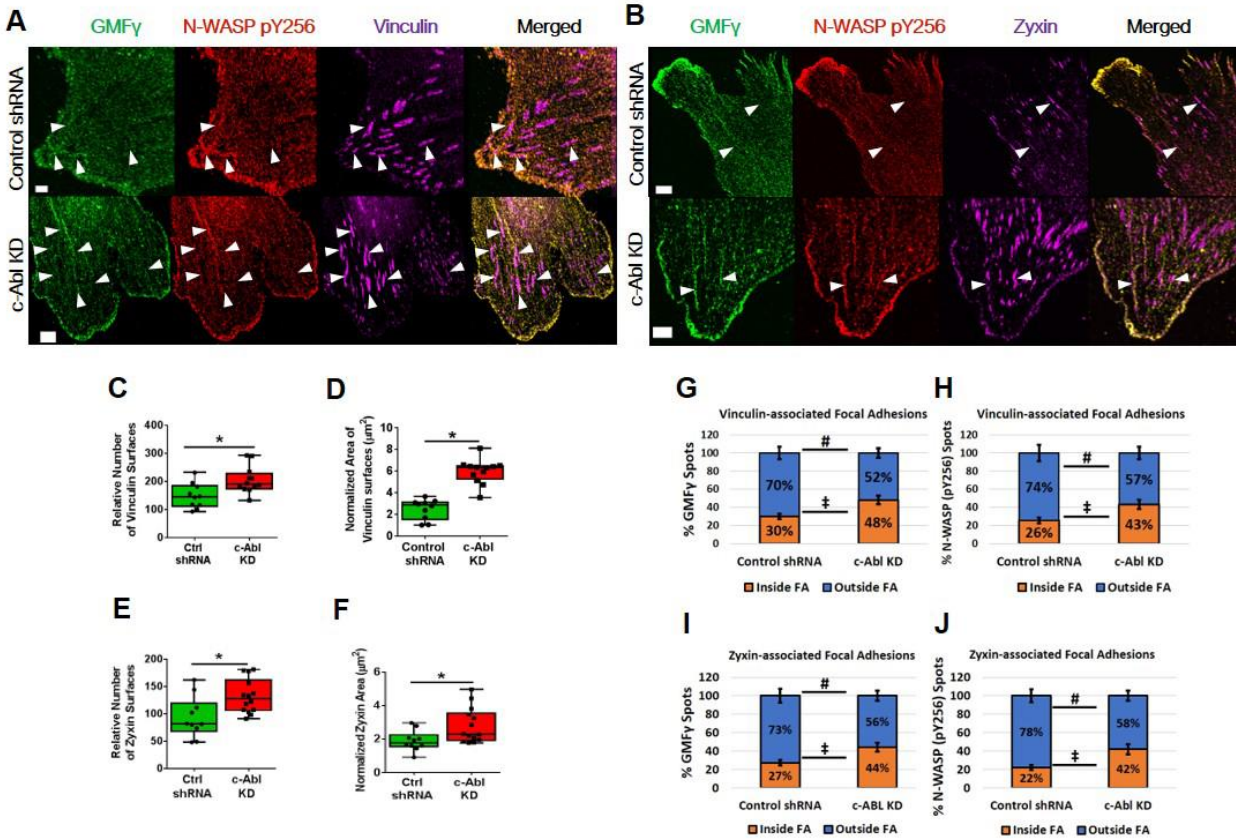 A
GMFγ N-WASP pY256 Vinculin Merged
Control shRNA
c-Abl KD
B
GMFγ N-WASP pY256 Zyxin Merged
Control shRNA
c-Abl KD
C
Relative Number
of Vinculin Surfaces
400
300
200
100
0
*
Ctrl
shRNA
c-Abl
KD
D
Normalized Area of
Vinculin surfaces (μm²)
10
8
6
4
2
0
*
Control
shRNA
c-Abl
KD
E
Relative Number
of Zyxin Surfaces
200
150
100
50
0
*
Ctrl
shRNA
c-Abl
KD
F
Normalized Zyxin Area (μm²)
6
4
2
0
*
Ctrl
shRNA
c-Abl
KD
G
Vinculin-associated Focal Adhesions
% GMFγ Spots
120
100
80
60
40
20
0
#
‡
70%
30%
52%
48%
Control shRNA c-Abl KD
Inside FA Outside FA
H
Vinculin-associated Focal Adhesions
% N-WASP (pY256) Spots
120
100
80
60
40
20
0
#
‡
74%
26%
57%
43%
Control shRNA c-Abl KD
Inside FA Outside FA
I
Zyxin-associated Focal Adhesions
% GMFγ Spots
120
100
80
60
40
20
0
#
‡
73%
27%
56%
44%
Control shRNA c-ABL KD
Inside FA Outside FA
J
Zyxin-associated Focal Adhesions
% N-WASP (pY256) Spots
120
100
80
60
40
20
0
#
‡
78%
22%
58%
42%
Control shRNA c-Abl KD
Inside FA Outside FA